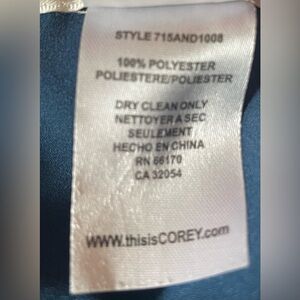 STYLE 715AND1008
100% POLYESTER
POLIESTERE/POLIESTER
DRY CLEAN ONLY
NETTOYER A SEC
SEULEMENT
HECHO EN CHINA
RN 66170
CA 32054
WWW.thisisCOREY.com